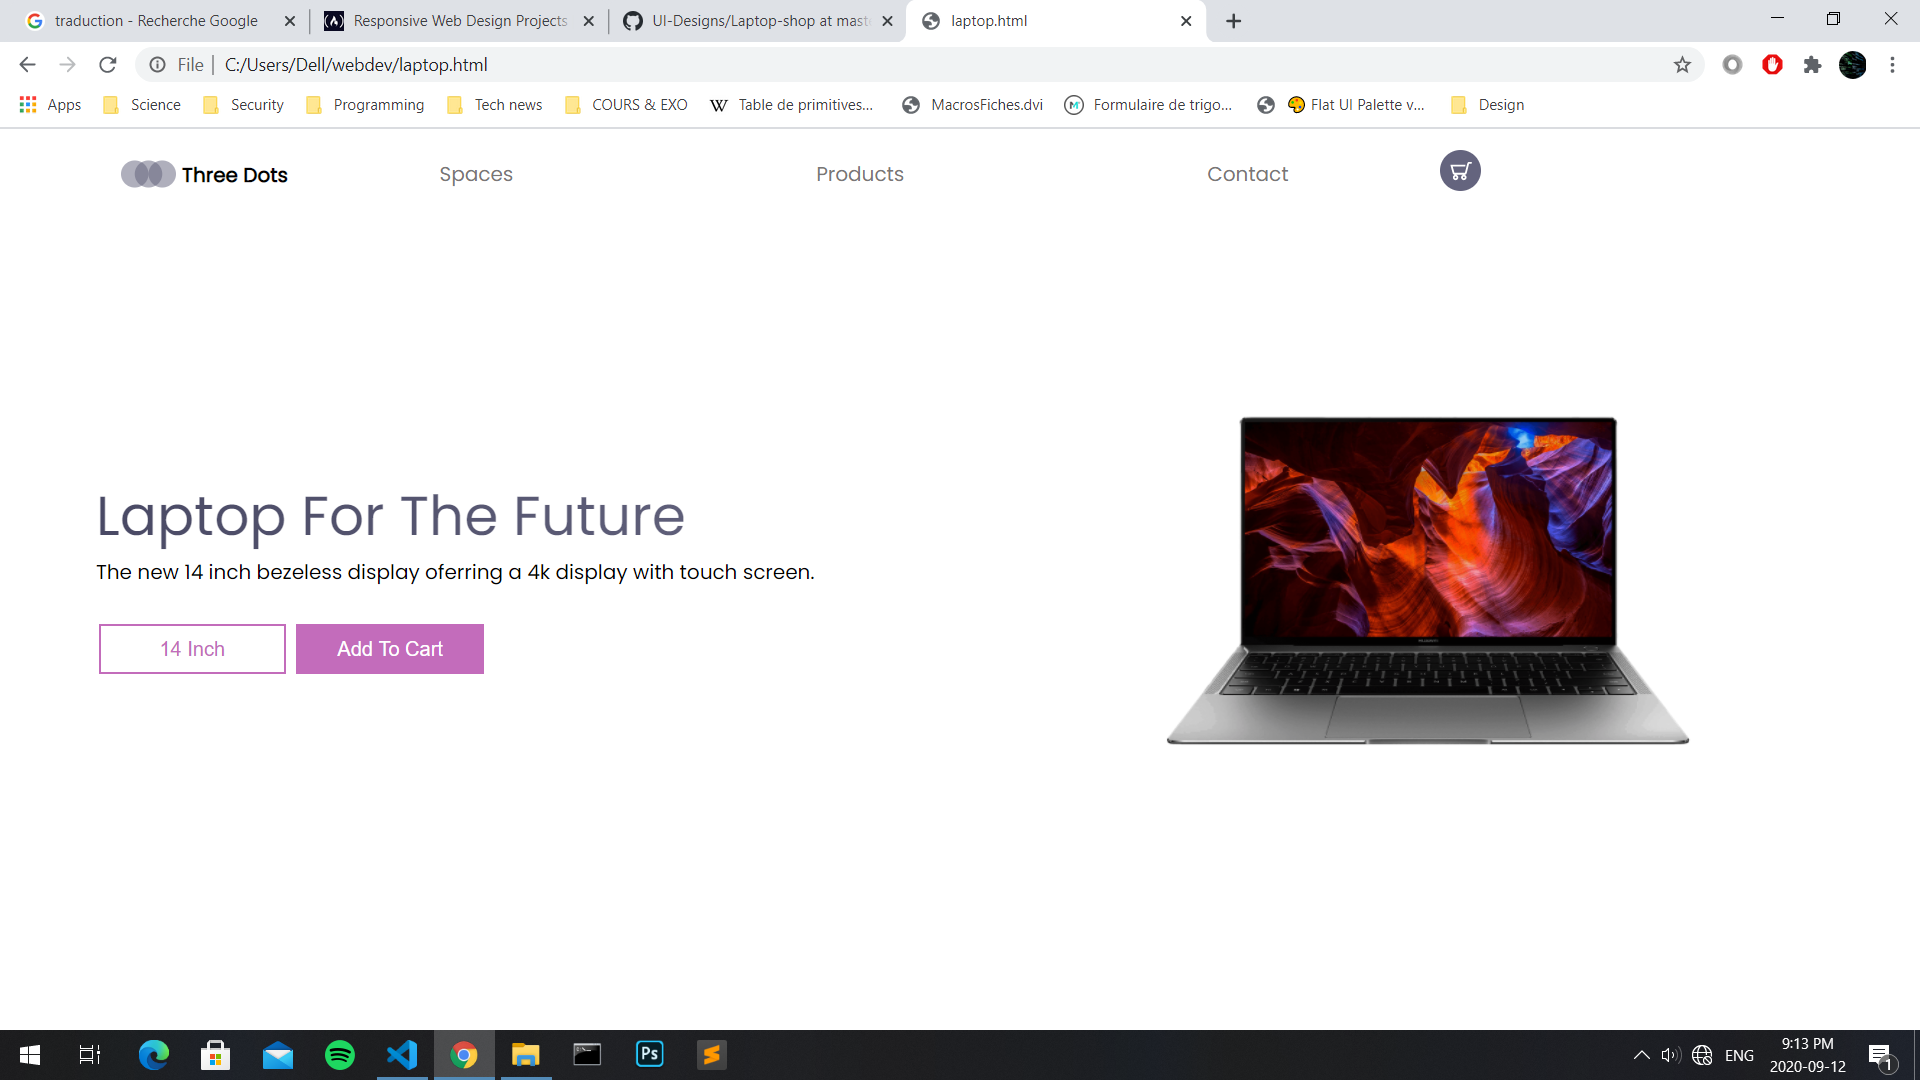 traduction - Recherche Google
Responsive Web Design Projects
UI-Designs/Laptop-shop at mast
laptop.html
File | C:/Users/Dell/webdev/laptop.html
Apps Science Security Programming Tech news COURS & EXO W Table de primitives... MacrosFiches.dvi Formulaire de trigo... Flat UI Palette v... Design
Three Dots Spaces Products Contact
Laptop For The Future
The new 14 inch bezeless display oferring a 4k display with touch screen.
14 Inch Add To Cart
Ps
ENG
9:13 PM
2020-09-12
1